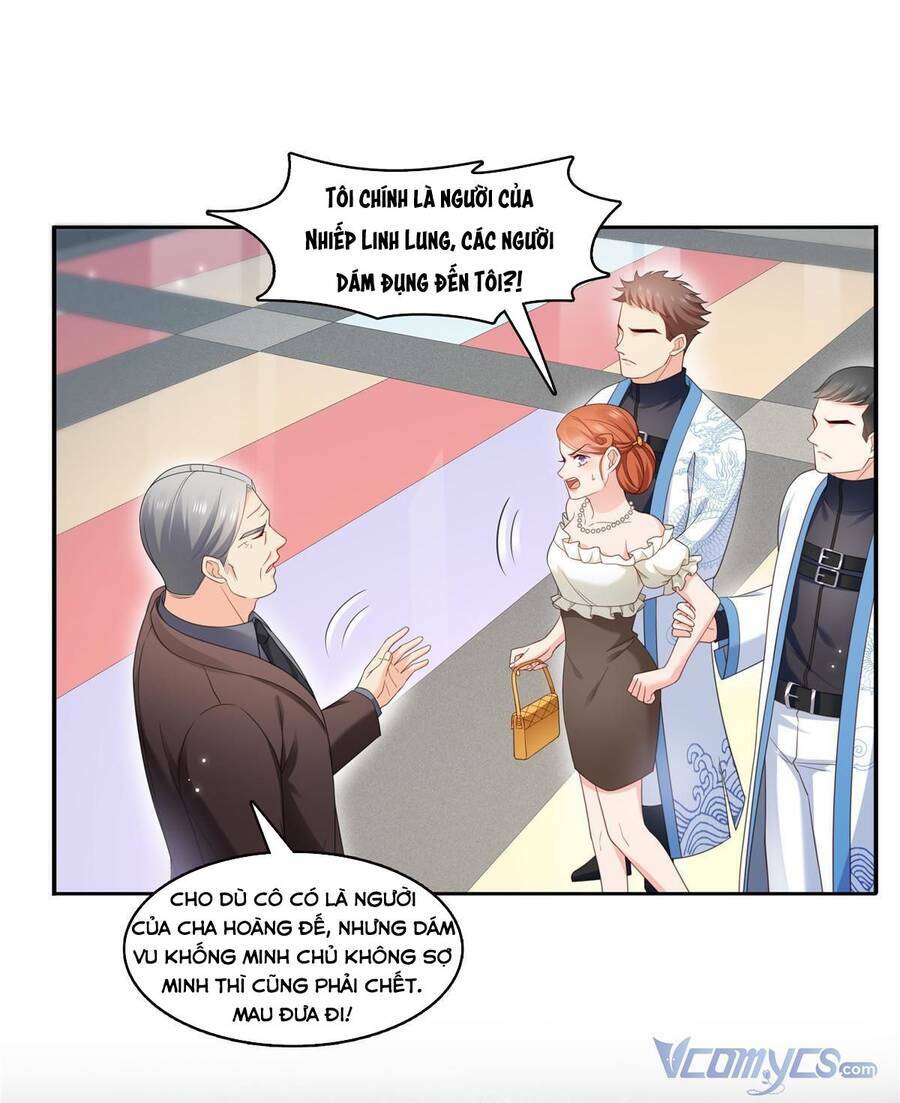 TÔI CHÍNH LÀ NGƯỜI CỦA
NHIẾP LINH LUNG, CÁC NGƯỜI
DÁM ĐỤNG ĐẾN TÔI?!
CHO DÙ CÔ CÓ LÀ NGƯỜI
CỦA CHA HOÀNG ĐẾ, NHƯNG DÁM
VU KHỐNG MINH CHỦ KHÔNG SỢ
MINH THÌ CŨNG PHẢI CHẾT.
MAU ĐƯA ĐI!
VCOMYCS.com